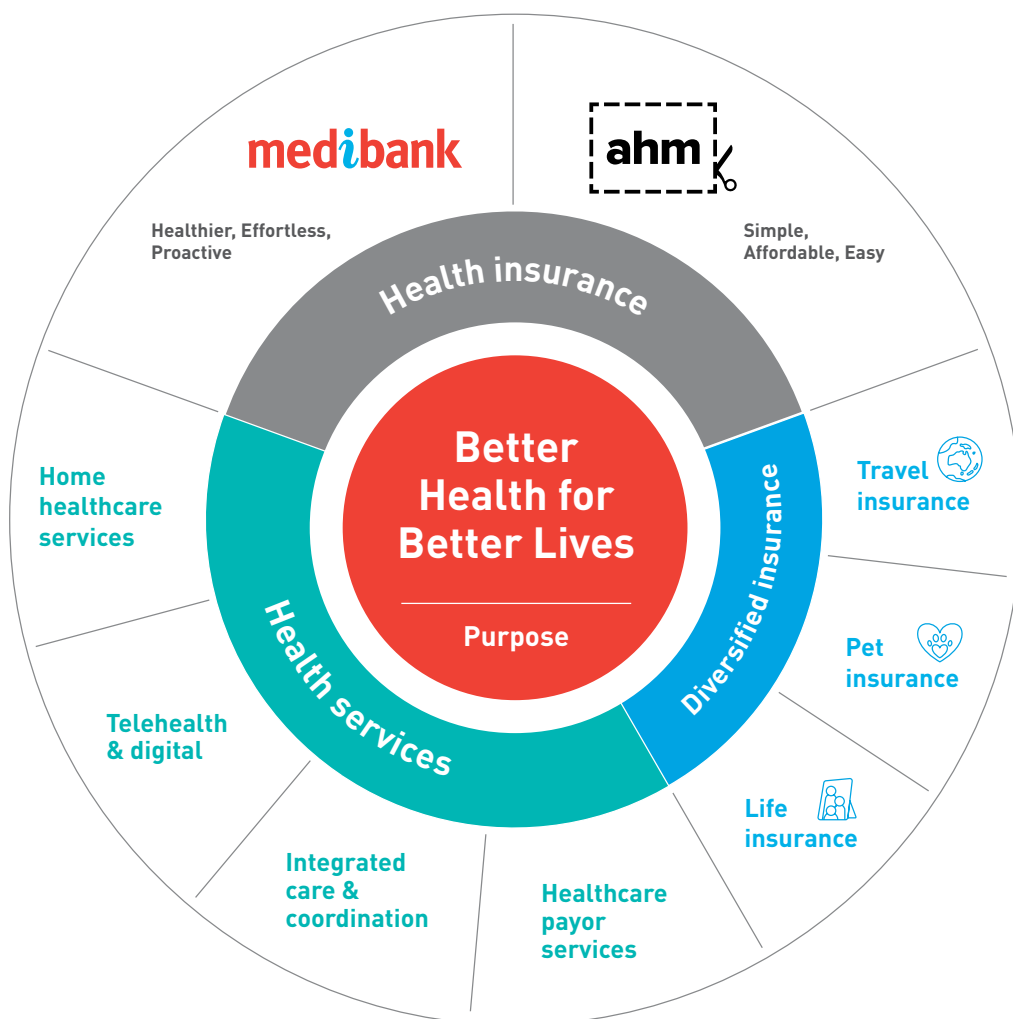 medibank
Healthier, Effortless,
Proactive
ahm
Simple,
Affordable, Easy
Health insurance
Better
Health for
Better Lives
Purpose
Diversified insurance
Travel
insurance
Pet
insurance
Life
insurance
Health services
Home
healthcare
services
Telehealth
& digital
Integrated
care &
coordination
Healthcare
payor
services